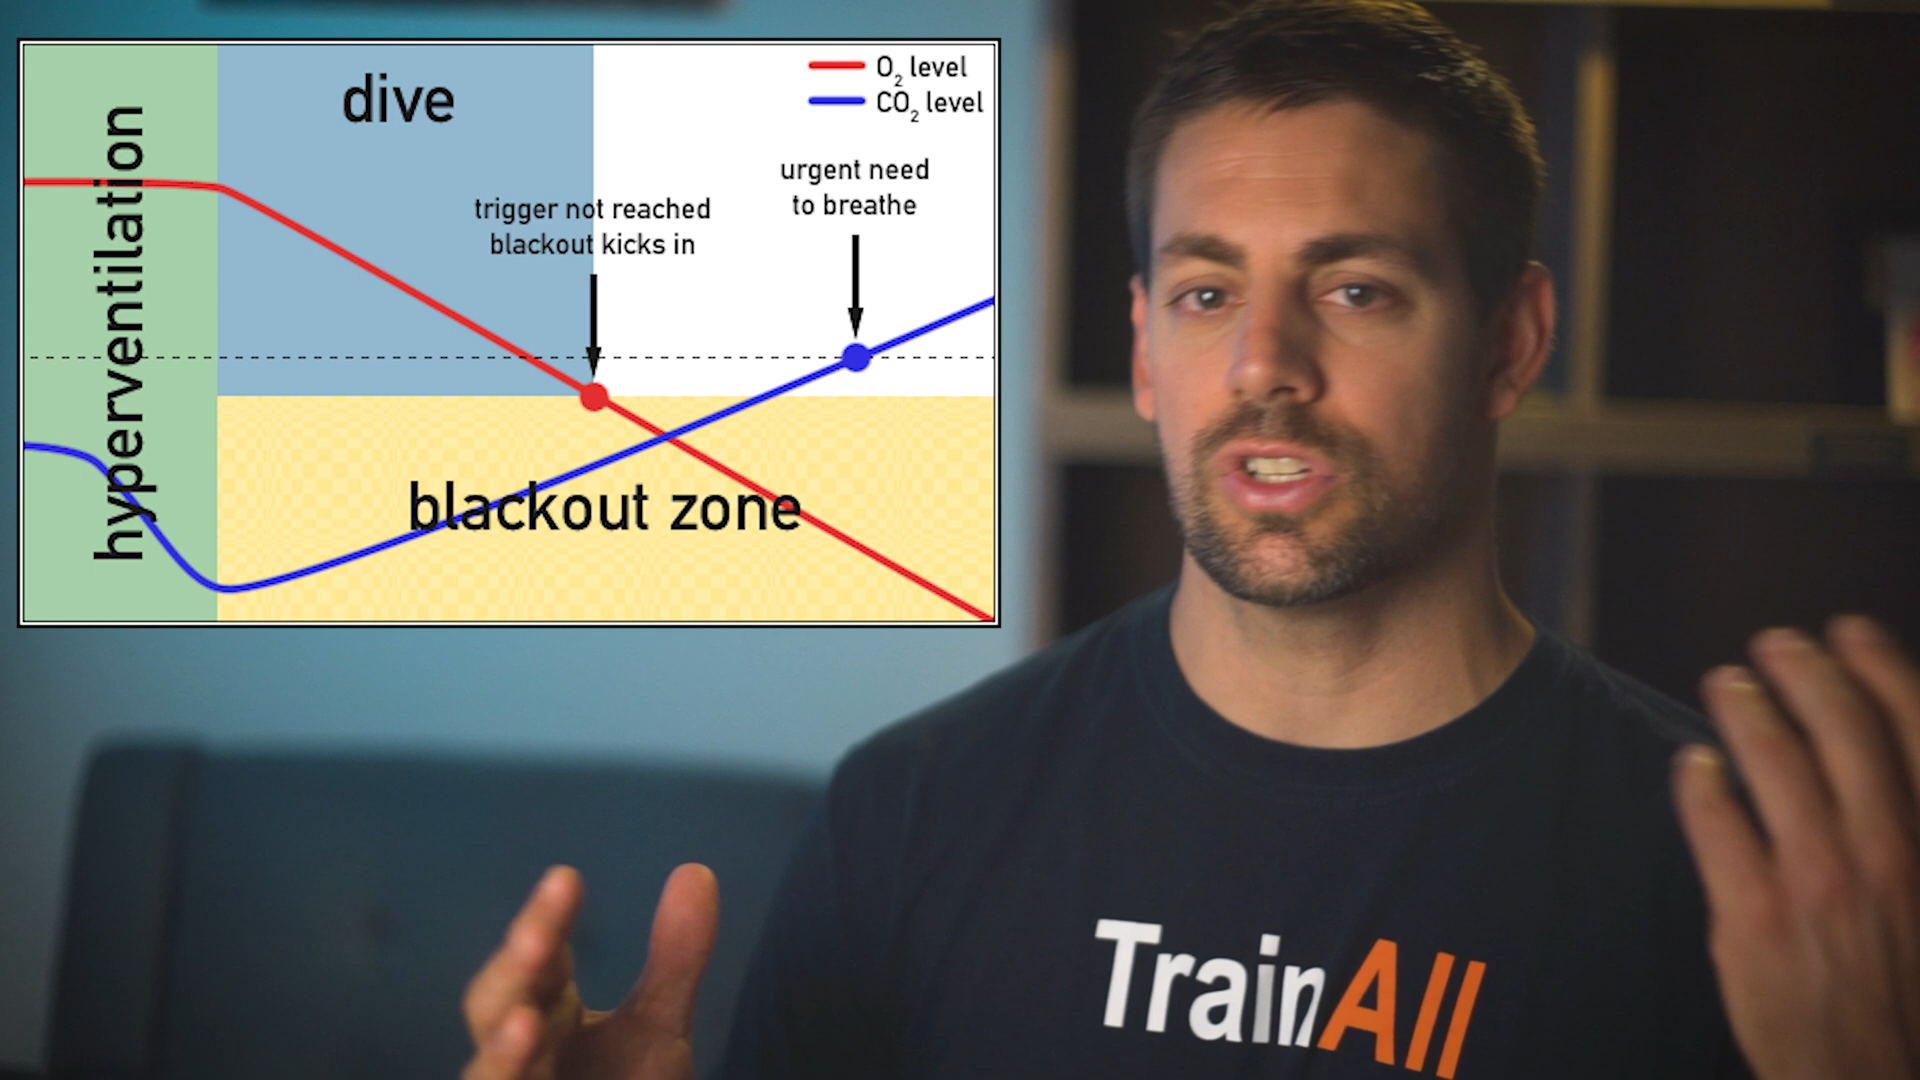 hyperventilation
dive
O₂ level
CO₂ level
trigger not reached
blackout kicks in
urgent need
to breathe
blackout zone
TrainAll